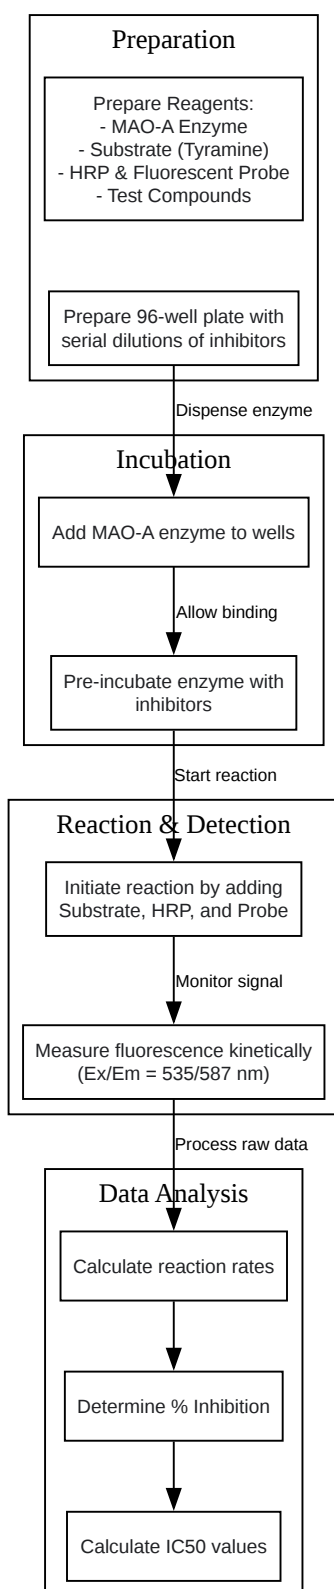 Preparation
Prepare Reagents:
- MAO-A Enzyme
- Substrate (Tyramine)
- HRP & Fluorescent Probe
- Test Compounds
Prepare 96-well plate with
serial dilutions of inhibitors
Dispense enzyme
Incubation
Add MAO-A enzyme to wells
Allow binding
Pre-incubate enzyme with
inhibitors
Start reaction
Reaction & Detection
Initiate reaction by adding
Substrate, HRP, and Probe
Monitor signal
Measure fluorescence kinetically
(Ex/Em = 535/587 nm)
Process raw data
Data Analysis
Calculate reaction rates
Determine % Inhibition
Calculate IC50 values